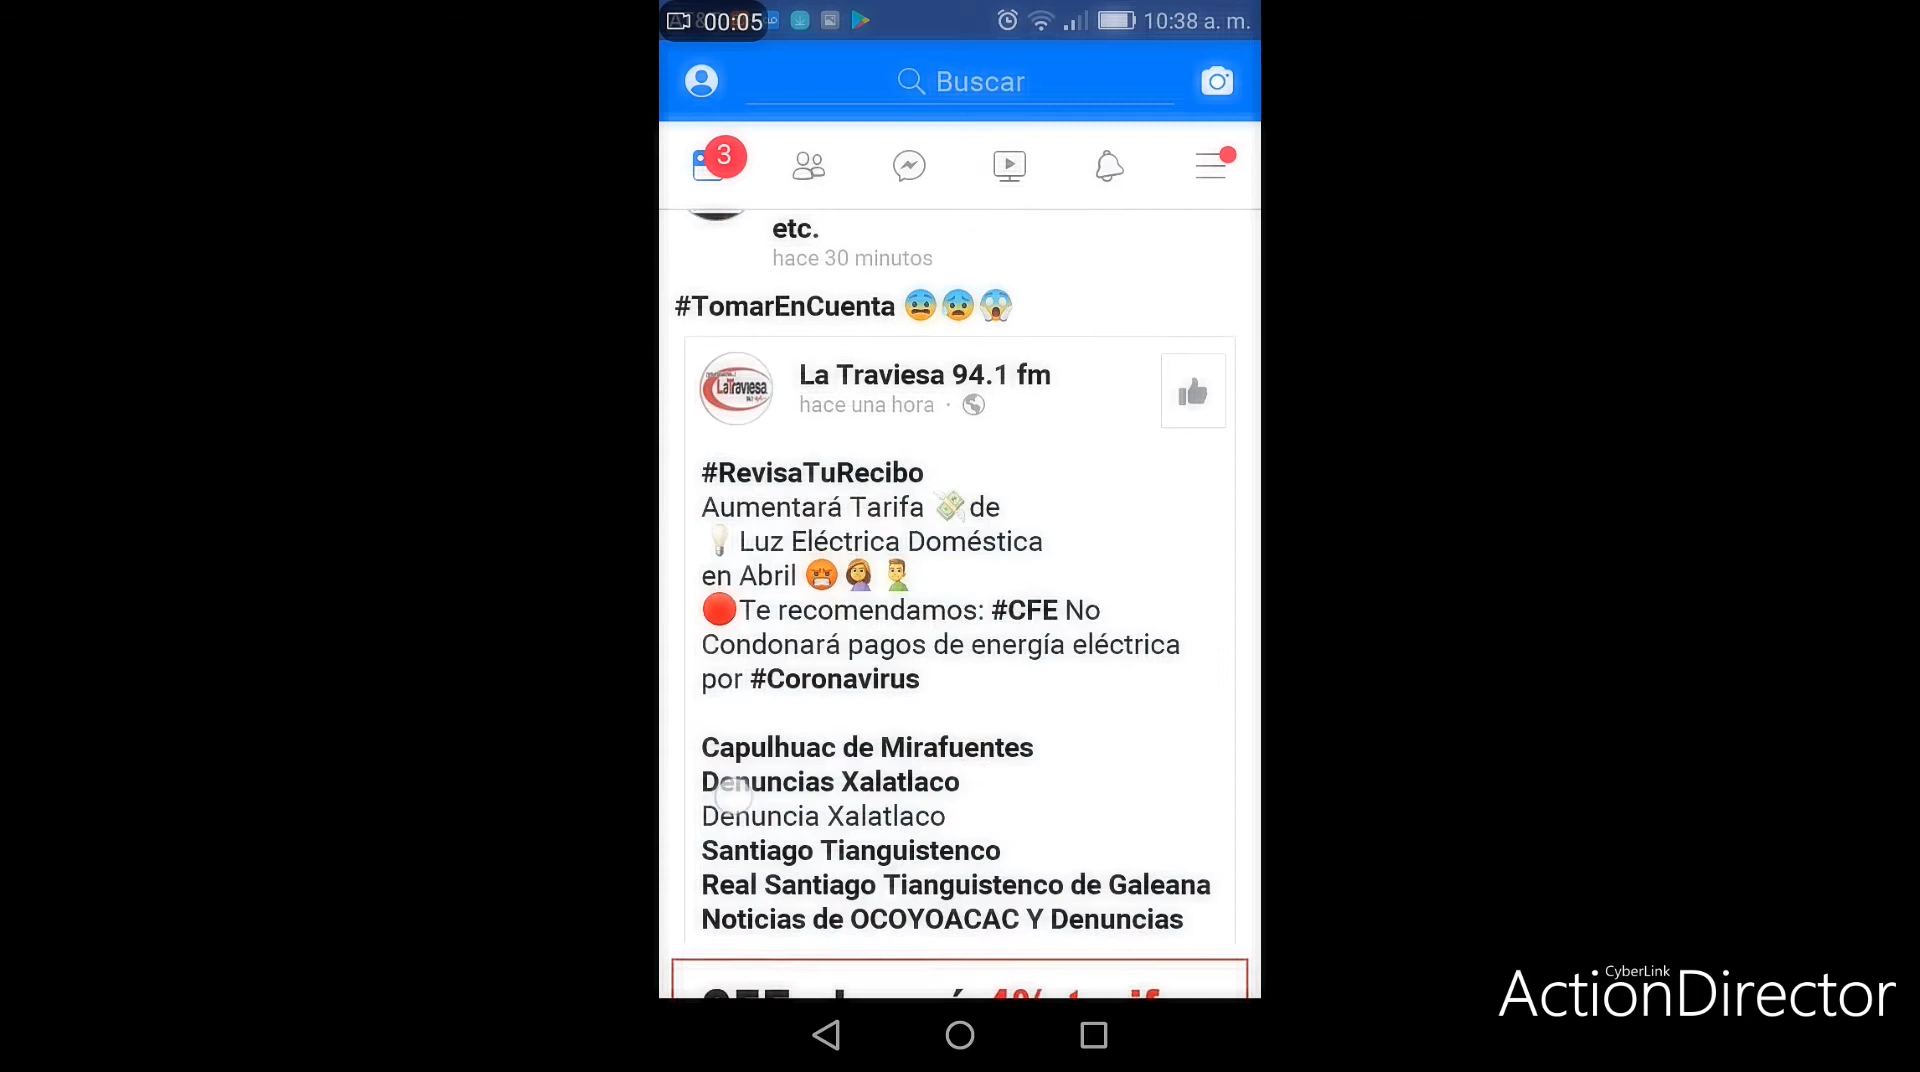 00:05
10:38 a. m.
Buscar
3
etc.
hace 30 minutos
#TomarEnCuenta
La Traviesa 94.1 fm
hace una hora ·
LaTraviesa
#RevisaTuRecibo
Aumentará Tarifa 💸de
💡Luz Eléctrica Doméstica
en Abril
🔴Te recomendamos: #CFE No
Condonará pagos de energía eléctrica
por #Coronavirus
Capulhuac de Mirafuentes
Denuncias Xalatlaco
Denuncia Xalatlaco
Santiago Tianguistenco
Real Santiago Tianguistenco de Galeana
Noticias de OCOYOACAC Y Denuncias
CyberLink
ActionDirector